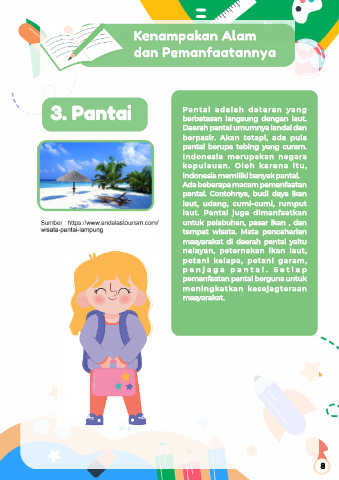 Kenampakan Alam
dan Pemanfaatannya
3. Pantai
Sumber : https://www.andalastourism.com/
wisata-pantai-lampung
Pantai adalah dataran yang
berbatasan langsung dengan laut.
Daerah pantai umumnya landai dan
berpasir. Akan tetapi, ada pula
pantai berupa tebing yang curam.
Indonesia merupakan negara
kepulauan. Oleh karena itu,
Indonesia memiliki banyak pantai.
Ada beberapa macam pemanfaatan
pantai. Contohnya, budi daya ikan
laut, udang, cumi-cumi, rumput
laut. Pantai juga dimanfaatkan
untuk pelabuhan, pasar ikan , dan
tempat wisata. Mata pencaharian
masyarakat di daerah pantai yaitu
nelayan, peternakan ikan laut,
petani kelapa, petani garam,
penjaga pantai. Setiap
pemanfaatan pantai berguna untuk
meningkatkan kesejagteraan
masyarakat.
8